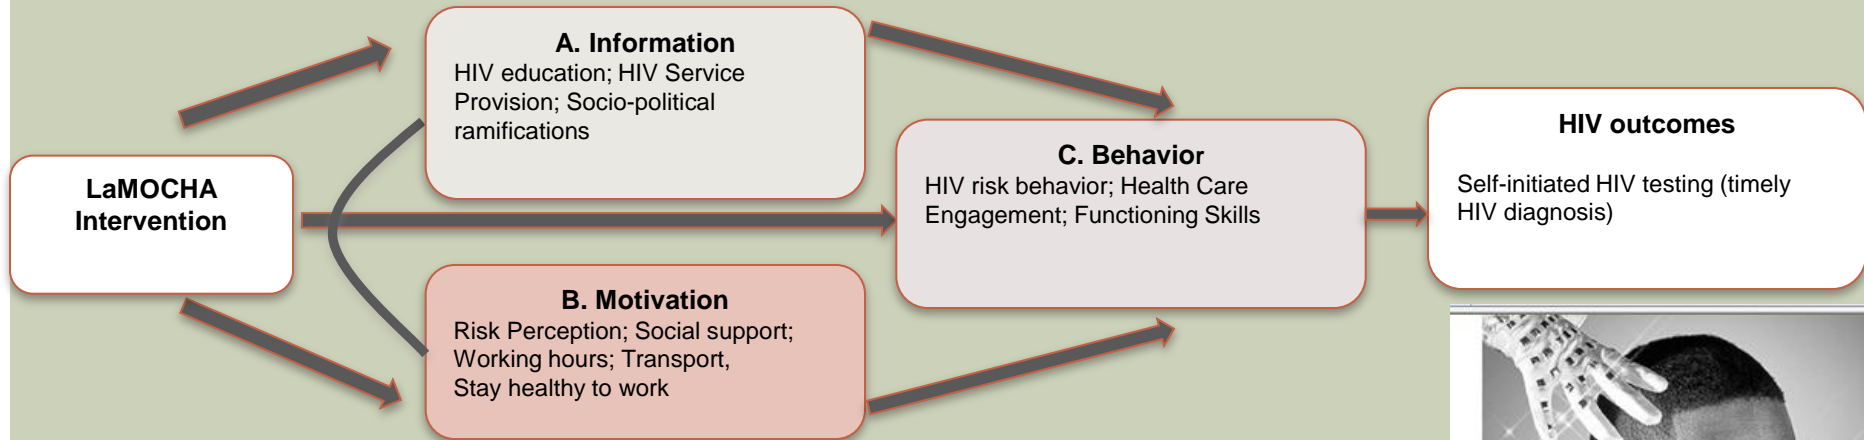 A. Information
HIV education; HIV Service
Provision; Socio-political
ramifications
LaMOCHA
Intervention
B. Motivation
Risk Perception; Social support;
Working hours; Transport,
Stay healthy to work
C. Behavior
HIV risk behavior; Health Care
Engagement; Functioning Skills
HIV outcomes
Self-initiated HIV testing (timely
HIV diagnosis)